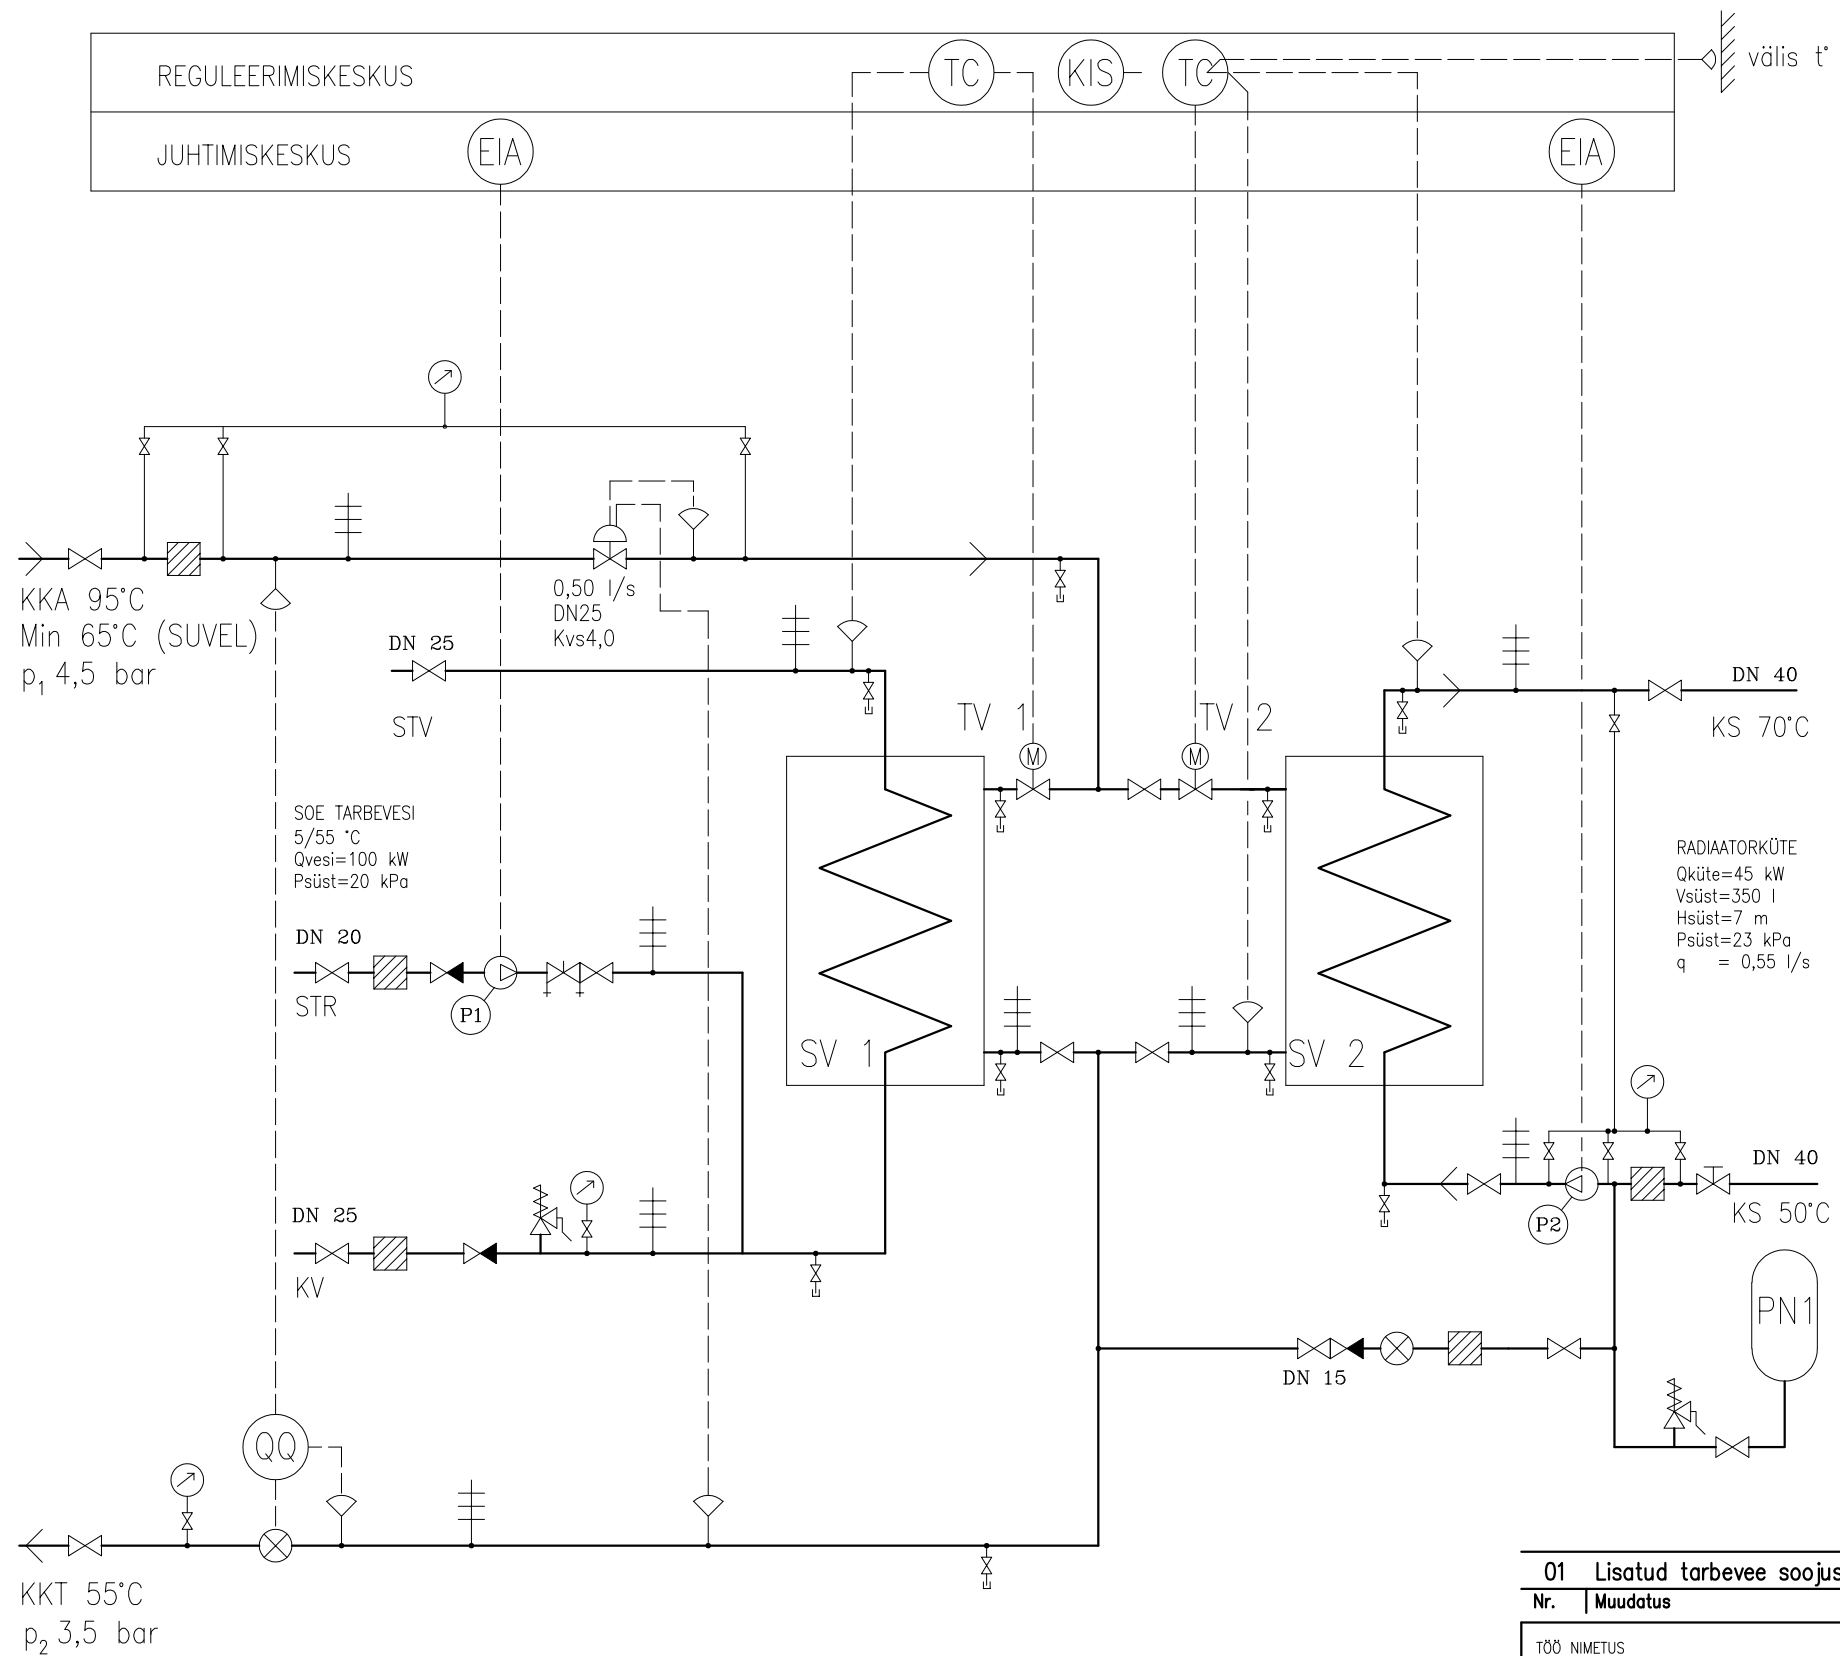 REGULEERIMISKESKUS
TC
KIS
TC
välis t°
JUHTIMISKESKUS
EIA
EIA
KKA 95°C
Min 65°C (SUVEL)
p₁ 4,5 bar
0,50 l/s
DN25
Kvs4,0
DN 25
STV
TV 1
TV 2
M
M
DN 40
KS 70°C
SOE TARBEVESI
5/55 °C
Qvesi=100 kW
Psüst=20 kPa
RADIAATORKÜTE
Qküte=45 kW
Vsüst=350 l
Hsüst=7 m
Psüst=23 kPa
q = 0,55 l/s
DN 20
STR
P1
SV 1
SV 2
DN 40
KS 50°C
P2
DN 25
KV
PN1
DN 15
QQ
KKT 55°C
p₂ 3,5 bar
01 Lisatud tarbevee soojus
Nr. Muudatus
TÖÖ NIMETUS